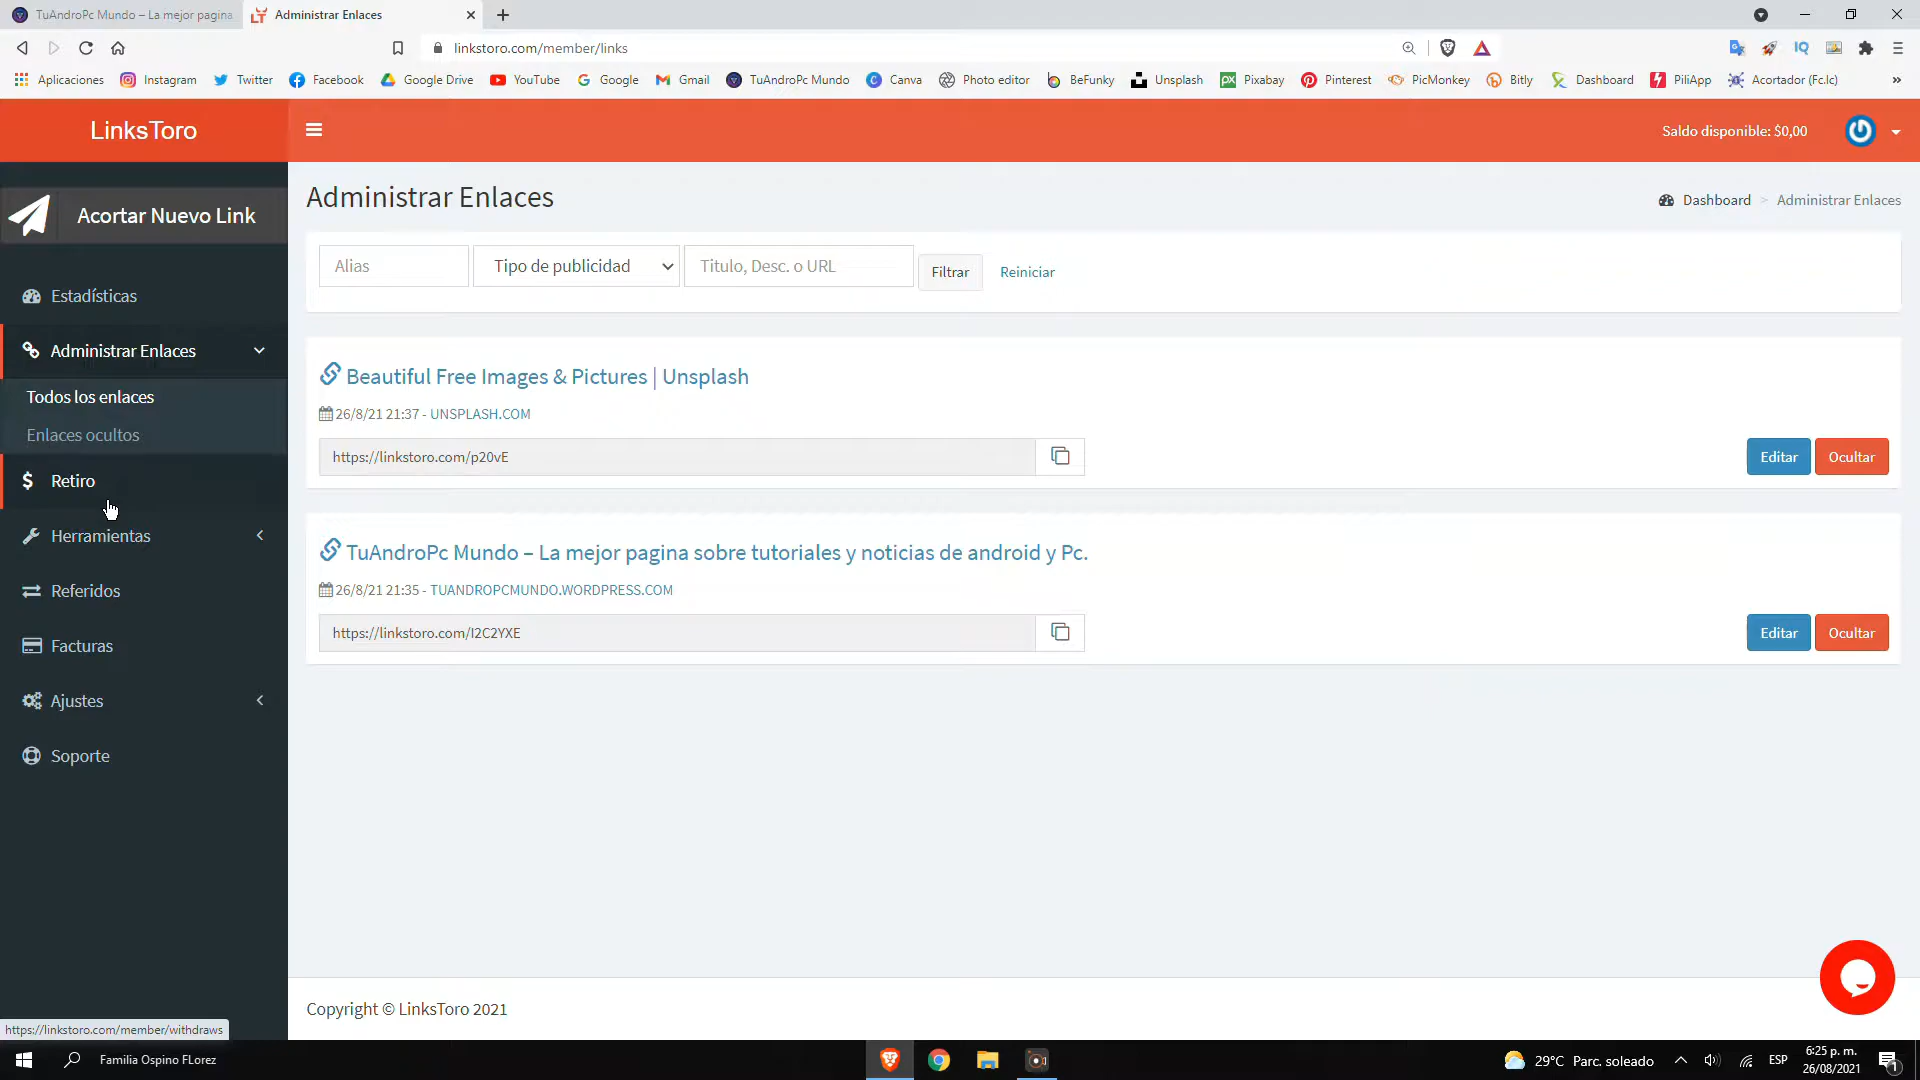 TuAndroPc Mundo – La mejor pagina
Administrar Enlaces
linkstoro.com/member/links
Aplicaciones
Instagram
Twitter
Facebook
Google Drive
YouTube
Google
Gmail
TuAndroPc Mundo
Canva
Photo editor
BeFunky
Unsplash
Pixabay
Pinterest
PicMonkey
Bitly
Dashboard
PiliApp
Acortador (Fc.lc)
LinksToro
Saldo disponible: $0,00
Acortar Nuevo Link
Administrar Enlaces
Dashboard > Administrar Enlaces
Alias
Tipo de publicidad
Titulo, Desc. o URL
Filtrar
Reiniciar
Estadísticas
Administrar Enlaces
Todos los enlaces
Enlaces ocultos
Retiro
Herramientas
Referidos
Facturas
Ajustes
Soporte
Beautiful Free Images & Pictures | Unsplash
26/8/21 21:37 - UNSPLASH.COM
https://linkstoro.com/p20vE
Editar
Ocultar
TuAndroPc Mundo – La mejor pagina sobre tutoriales y noticias de android y Pc.
26/8/21 21:35 - TUANDROPCMUNDO.WORDPRESS.COM
https://linkstoro.com/I2C2YXE
Editar
Ocultar
Copyright © LinksToro 2021
https://linkstoro.com/member/withdraws
Familia Ospino FLorez
29°C Parc. soleado
ESP
6:25 p. m.
26/08/2021
1